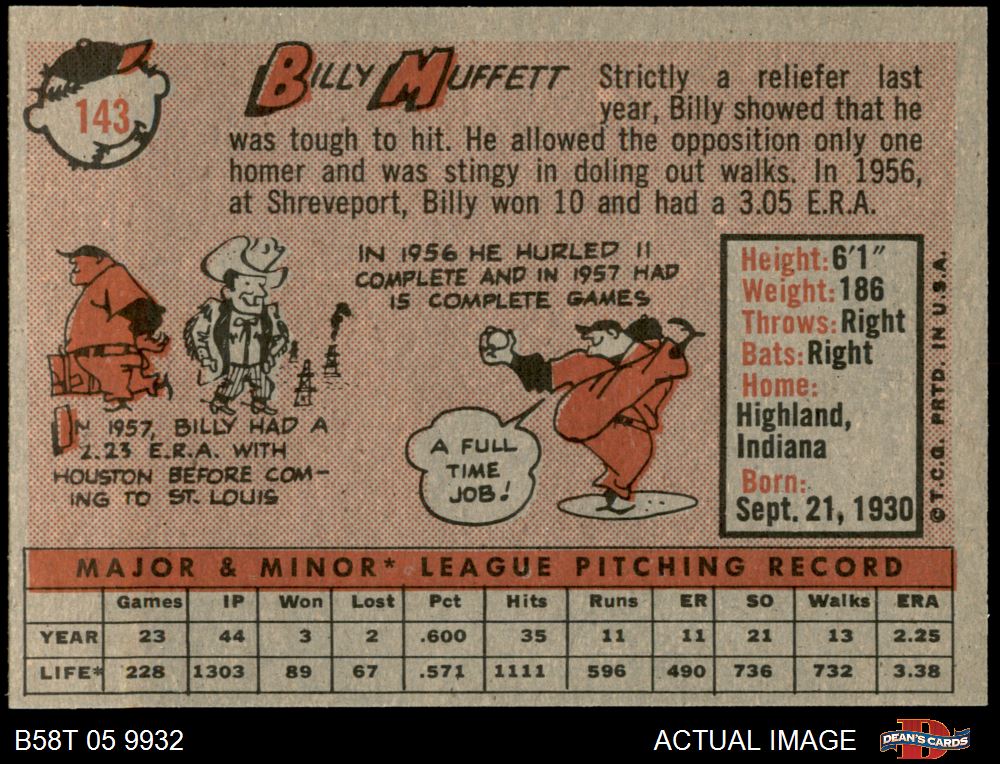 143
BILLY MUFFETT
Strictly a reliefer last
year, Billy showed that he
was tough to hit. He allowed the opposition only one
homer and was stingy in doling out walks. In 1956,
at Shreveport, Billy won 10 and had a 3.05 E.R.A.
IN 1956 HE HURLED 11
COMPLETE AND IN 1957 HAD
15 COMPLETE GAMES
IN 1957, BILLY HAD A
2.23 E.R.A. WITH
HOUSTON BEFORE COM-
ING TO ST. LOUIS
A FULL
TIME
JOB!
Height: 6'1"
Weight: 186
Throws: Right
Bats: Right
Home:
Highland,
Indiana
Born:
Sept. 21, 1930
© T.C.G. PRTD. IN U.S.A.
MAJOR & MINOR* LEAGUE PITCHING RECORD
Games IP Won Lost Pct Hits Runs ER SO Walks ERA
YEAR 23 44 3 2 .600 35 11 11 21 13 2.25
LIFE* 228 1303 89 67 .571 1111 596 490 736 732 3.38
B58T 05 9932
ACTUAL IMAGE
D
DEAN'S CARDS